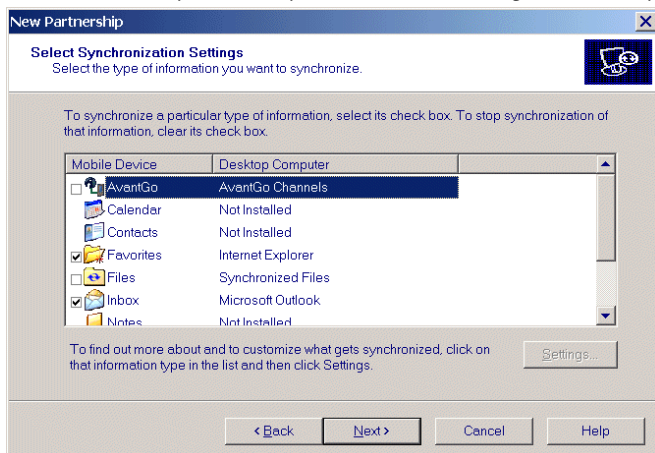 New Partnership
Select Synchronization Settings
Select the type of information you want to synchronize.
To synchronize a particular type of information, select its check box. To stop synchronization of
that information, clear its check box.
Mobile Device Desktop Computer
AvantGo AvantGo Channels
Calendar Not Installed
Contacts Not Installed
Favorites Internet Explorer
Files Synchronized Files
Inbox Microsoft Outlook
Notes Not Installed
To find out more about and to customize what gets synchronized, click on
that information type in the list and then click Settings.
Settings...
< Back Next > Cancel Help